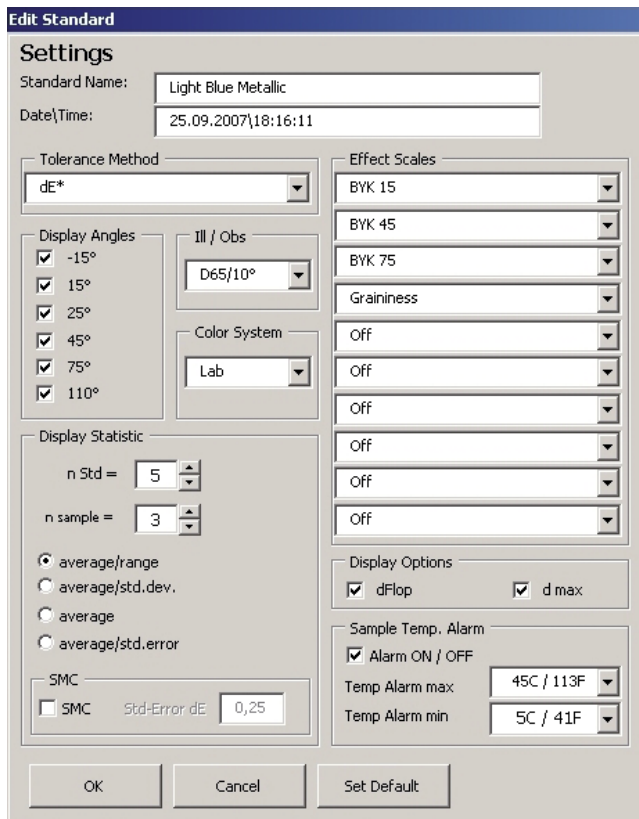 Edit Standard
Settings
Standard Name:
Light Blue Metallic
Date\Time:
25.09.2007\18:16:11
Tolerance Method
dE*
Display Angles
-15°
15°
25°
45°
75°
110°
Ill / Obs
D65/10°
Color System
Lab
Display Statistic
n Std =
5
n sample =
3
average/range
average/std.dev.
average
average/std.error
SMC
SMC
Std-Error dE
0,25
Effect Scales
BYK 15
BYK 45
BYK 75
Graininess
Off
Off
Off
Off
Off
Off
Display Options
dFlop
d max
Sample Temp. Alarm
Alarm ON / OFF
Temp Alarm max
45C / 113F
Temp Alarm min
5C / 41F
OK
Cancel
Set Default